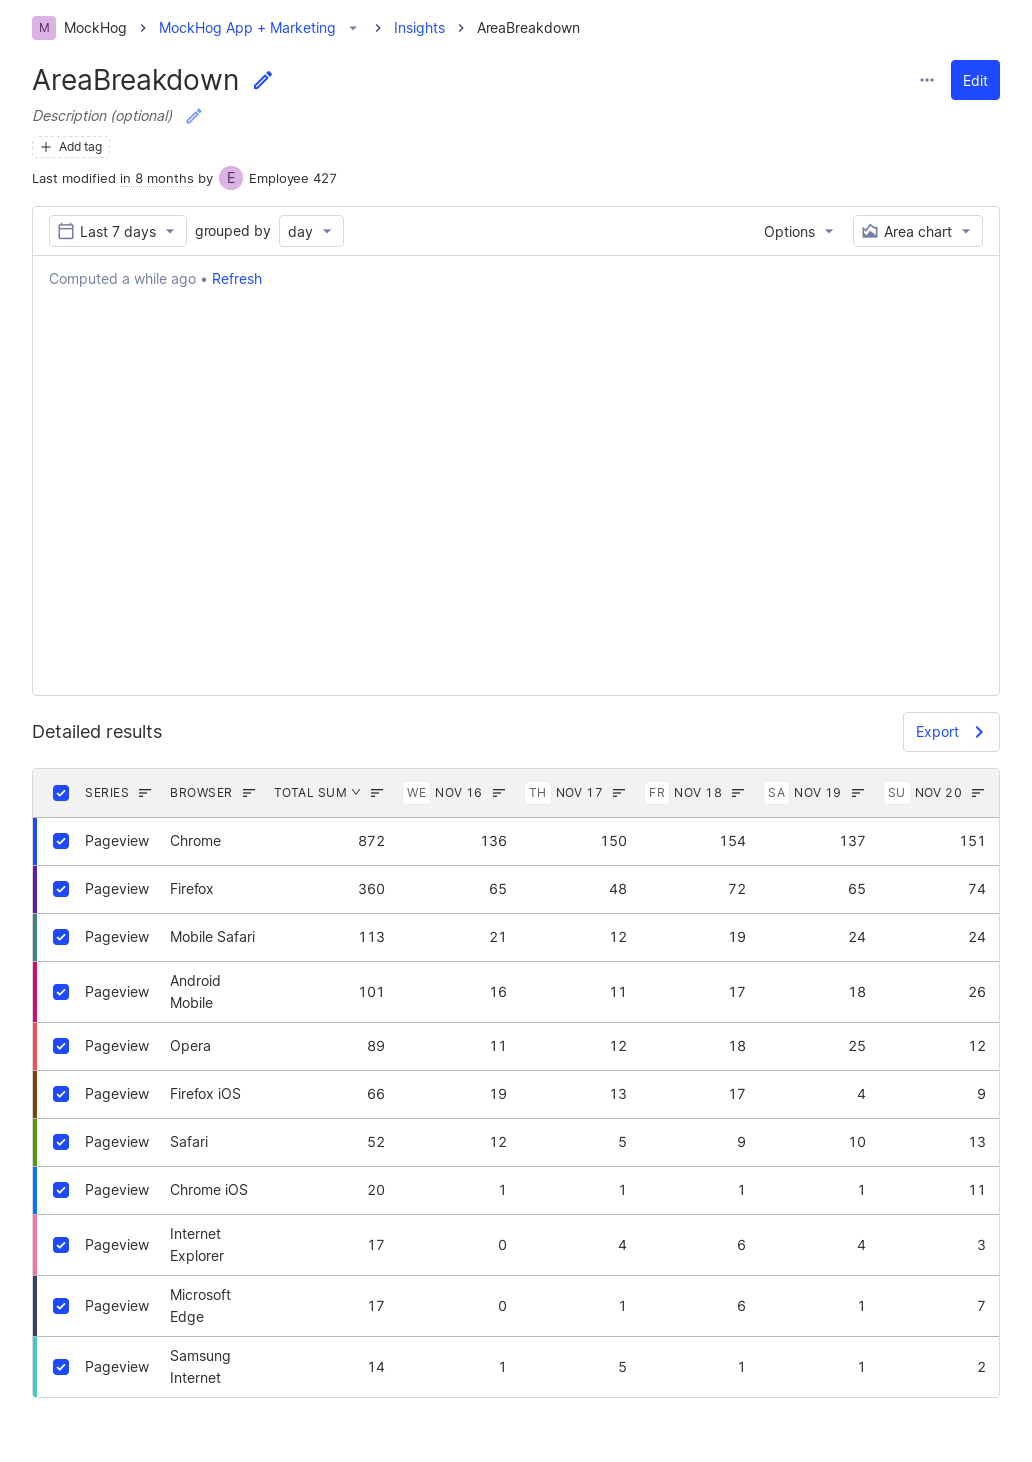 M MockHog MockHog App + Marketing Insights AreaBreakdown
AreaBreakdown Edit
Description (optional)
Add tag
Last modified in 8 months by E Employee 427
Last 7 days grouped by day Options Area chart
Computed a while ago • Refresh
Detailed results Export
SERIES BROWSER TOTAL SUM WE NOV 16 TH NOV 17 FR NOV 18 SA NOV 19 SU NOV 20
Pageview Chrome 872 136 150 154 137 151
Pageview Firefox 360 65 48 72 65 74
Pageview Mobile Safari 113 21 12 19 24 24
Pageview Android Mobile 101 16 11 17 18 26
Pageview Opera 89 11 12 18 25 12
Pageview Firefox iOS 66 19 13 17 4 9
Pageview Safari 52 12 5 9 10 13
Pageview Chrome iOS 20 1 1 1 1 11
Pageview Internet Explorer 17 0 4 6 4 3
Pageview Microsoft Edge 17 0 1 6 1 7
Pageview Samsung Internet 14 1 5 1 1 2